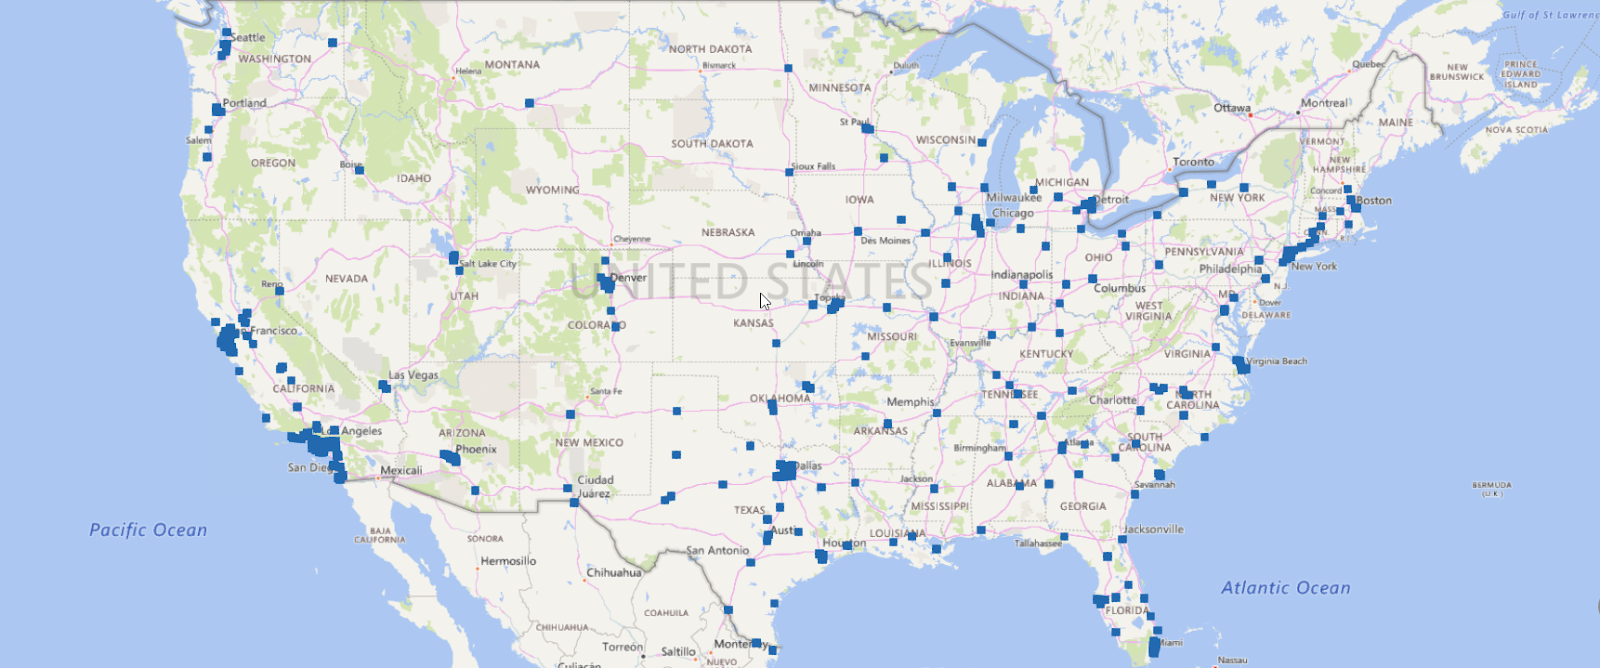 Gulf of St Lawrenc
Seattle
WASHINGTON
NORTH DAKOTA
Bismarck
MONTANA
Helena
Duluth
MINNESOTA
Quebec
NEW
BRUNSWICK
PRINCE
EDWARD
ISLAND
Portland
Ottawa
Montreal
St Paul
MAINE
NOVA SCOTIA
Salem
OREGON
Boise
IDAHO
SOUTH DAKOTA
WISCONSIN
VERMONT
Toronto
NEW
HAMPSHIRE
Sioux Falls
WYOMING
MICHIGAN
Concord
IOWA
Milwaukee
Detroit
NEW YORK
Boston
Chicago
MASS
Cheyenne
NEBRASKA
Omaha
Des Moines
CONN.
R.I.
PENNSYLVANIA
Salt Lake City
Lincoln
ILLINOIS
OHIO
Philadelphia
New York
NEVADA
Reno
UTAH
Denver
UNITED STATES
Indianapolis
INDIANA
Columbus
N.J.
MD
Dover
DELAWARE
Topeka
WEST
VIRGINIA
Francisco
COLORADO
KANSAS
MISSOURI
Evansville
KENTUCKY
VIRGINIA
Virginia Beach
Las Vegas
CALIFORNIA
Santa Fe
OKLAHOMA
Memphis
TENNESSEE
Charlotte
NORTH
CAROLINA
Los Angeles
ARIZONA
Phoenix
NEW MEXICO
ARKANSAS
Birmingham
Atlanta
SOUTH
CAROLINA
San Diego
Mexicali
Dallas
Ciudad
Juárez
Jackson
ALABAMA
Savannah
BERMUDA
(U.K.)
TEXAS
MISSISSIPPI
GEORGIA
Pacific Ocean
BAJA
CALIFORNIA
SONORA
Austin
LOUISIANA
Jacksonville
Houston
Tallahassee
San Antonio
Hermosillo
Chihuahua
Atlantic Ocean
COAHUILA
FLORIDA
CHIHUAHUA
Torreón
Saltillo
Monterrey
Miami
NUEVO
Culiacán
Nassau